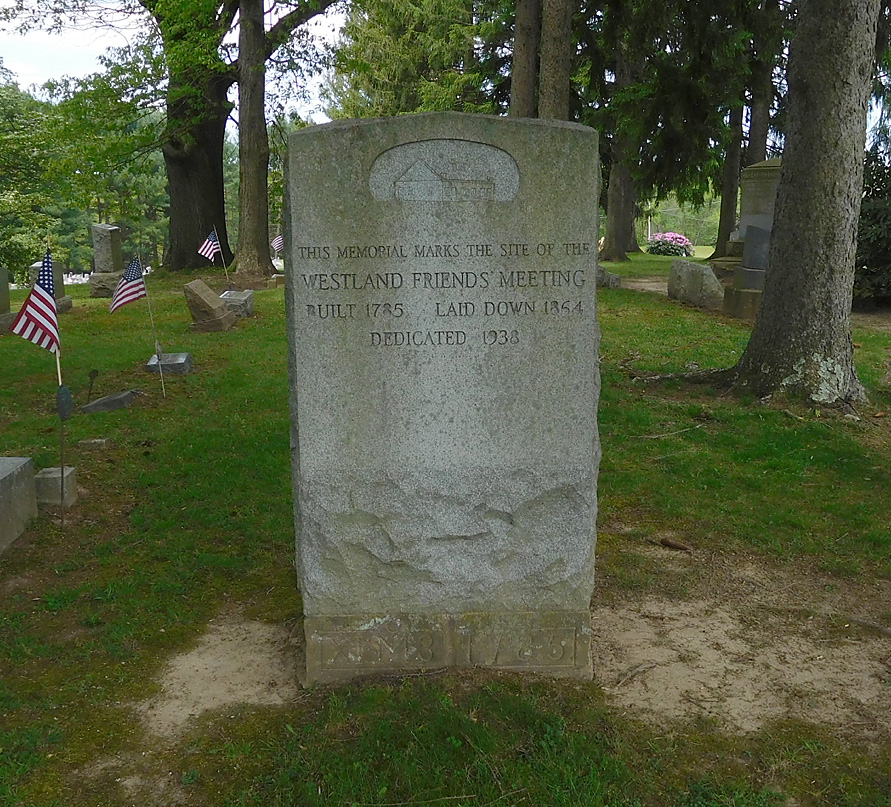 THIS MEMORIAL MARKS THE SITE OF THE
WESTLAND FRIENDS' MEETING
BUILT 1785 LAID DOWN 1864
DEDICATED 1938